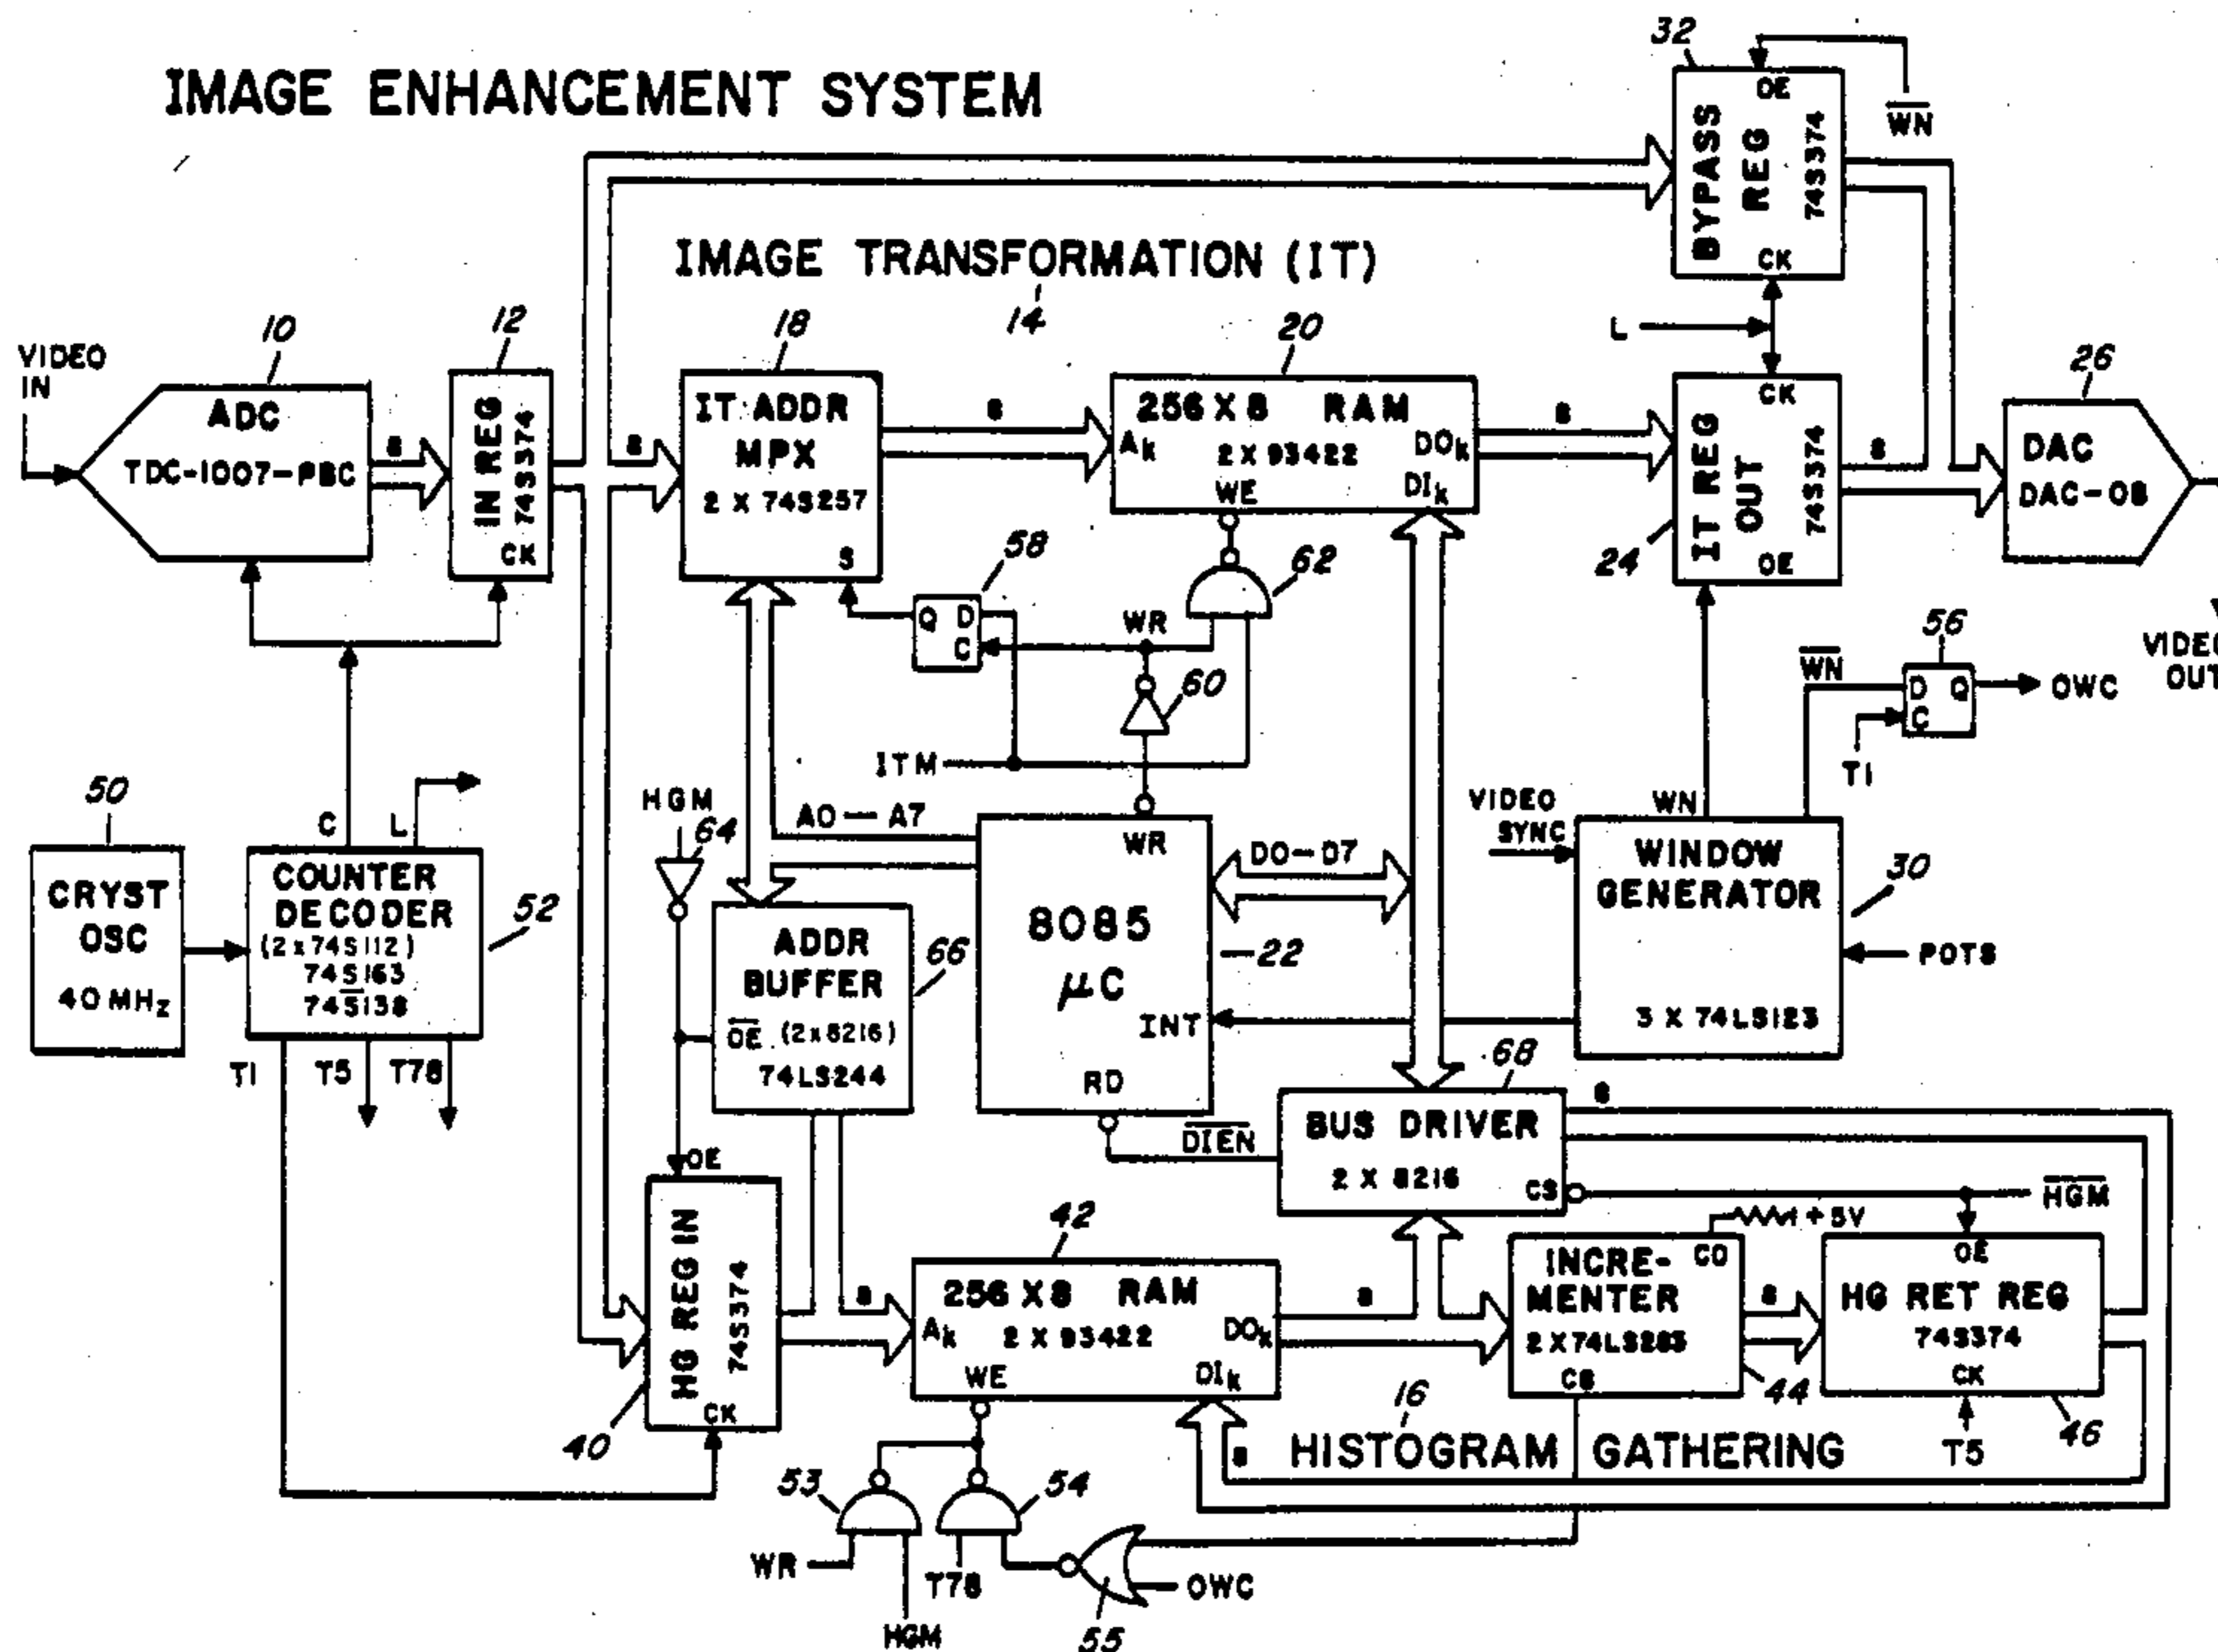 IMAGE ENHANCEMENT SYSTEM
32
OE
BYPASS
REG
74S374
CK
W̅N̅
IMAGE TRANSFORMATION (IT)
14
L
VIDEO
IN
10
ADC
TDC-1007-PBC
8
12
IN REG
74S374
CK
8
18
IT ADDR
MPX
2 X 74S257
S
8
20
256 X 8 RAM
2 X 93422
Ak
DOk
WE
DIk
8
CK
IT REG
OUT
74S374
OE
24
8
26
DAC
DAC-08
VIDEO
OUT
58
Q D
C
WR
62
60
ITM
W̅N̅
56
D Q
C
OWC
T1
50
CRYST
OSC
40 MHz
C
L
COUNTER
DECODER
(2x74S112)
74S163
74S138
52
T1
T5
T78
HGM
64
A0-A7
ADDR
BUFFER
O̅E̅ (2x8216)
74LS244
66
WR
8085
μC
INT
RD
22
D0-D7
VIDEO
SYNC
WN
WINDOW
GENERATOR
3 X 74LS123
30
POTS
D̅I̅E̅N̅
68
BUS DRIVER
2 X 8216
CS
8
H̅G̅M̅
+5V
OE
HG REG IN
74S374
CK
40
8
42
256 X 8 RAM
2 X 93422
Ak
DOk
WE
DIk
8
CO
INCRE-
MENTER
2 X 74LS283
44
8
OE
HG RET REG
74S374
CK
46
T5
16
8
HISTOGRAM GATHERING
53
54
WR
HGM
T78
55
OWC